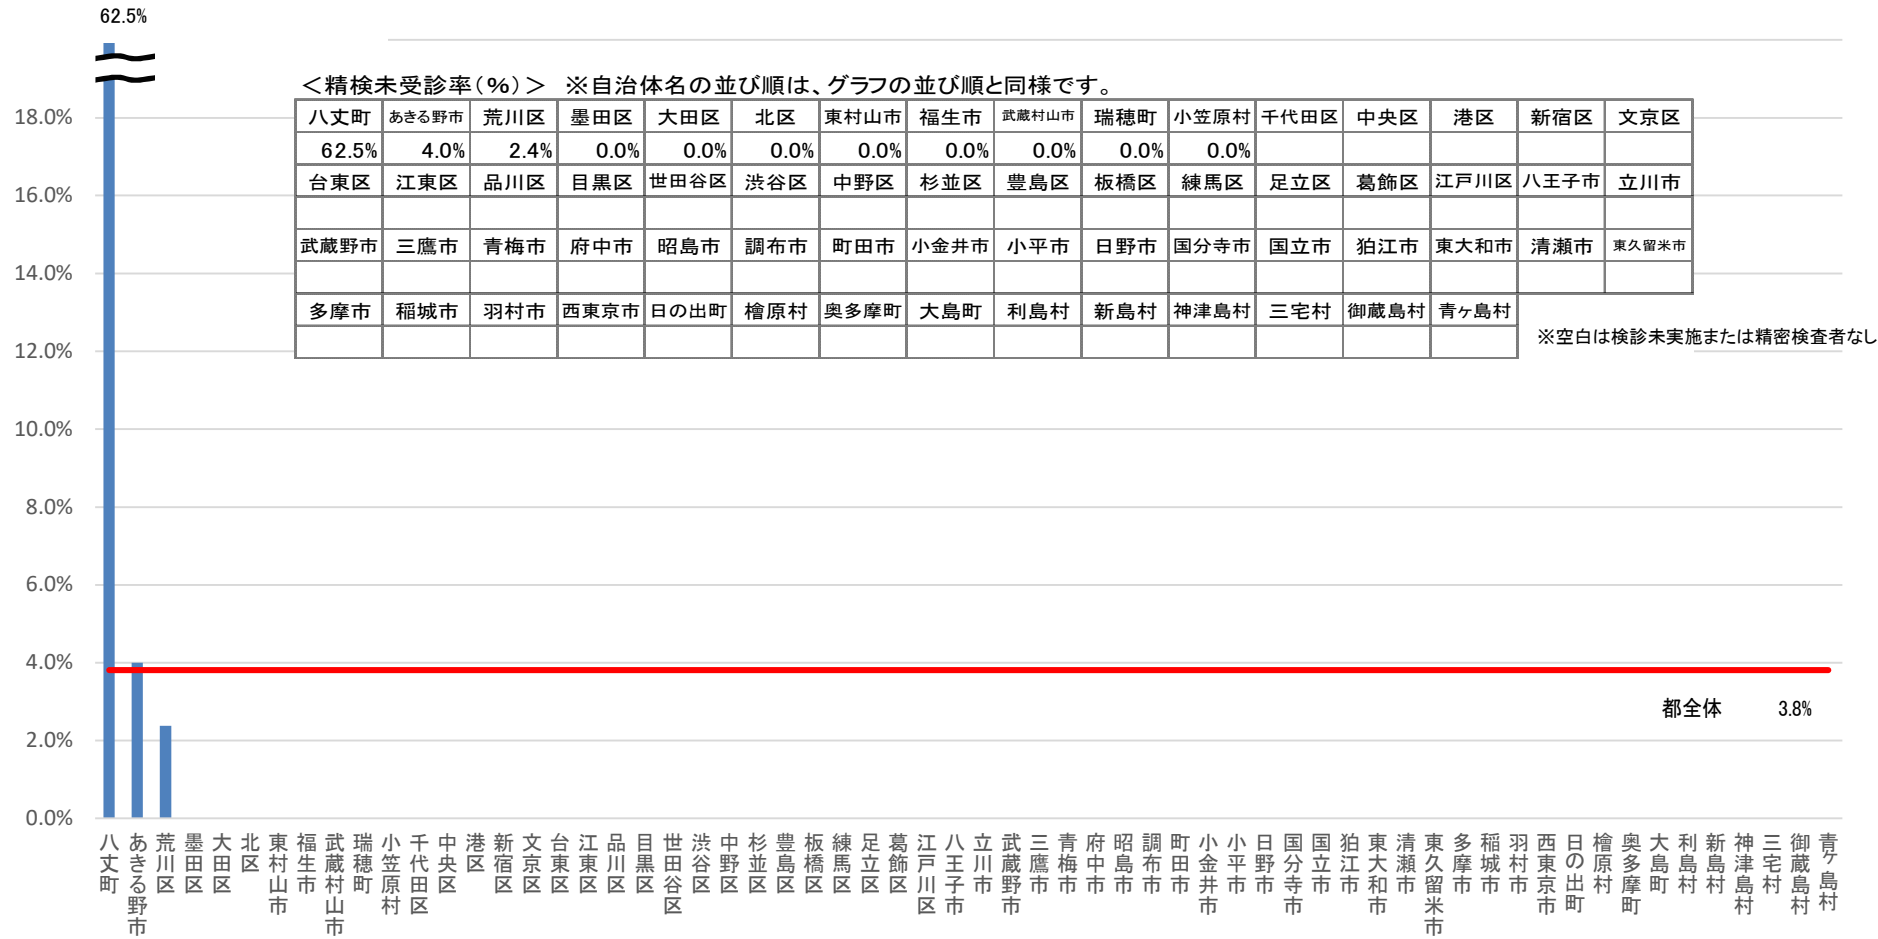 62.5%
＜精検未受診率（％）＞　※自治体名の並び順は、グラフの並び順と同様です。
八丈町 あきる野市 荒川区 墨田区 大田区 北区 東村山市 福生市 武蔵村山市 瑞穂町 小笠原村 千代田区 中央区 港区 新宿区 文京区
62.5% 4.0% 2.4% 0.0% 0.0% 0.0% 0.0% 0.0% 0.0% 0.0% 0.0%
台東区 江東区 品川区 目黒区 世田谷区 渋谷区 中野区 杉並区 豊島区 板橋区 練馬区 足立区 葛飾区 江戸川区 八王子市 立川市
武蔵野市 三鷹市 青梅市 府中市 昭島市 調布市 町田市 小金井市 小平市 日野市 国分寺市 国立市 狛江市 東大和市 清瀬市 東久留米市
多摩市 稲城市 羽村市 西東京市 日の出町 檜原村 奥多摩町 大島町 利島村 新島村 神津島村 三宅村 御蔵島村 青ヶ島村
※空白は検診未実施または精密検査者なし
18.0%
16.0%
14.0%
12.0%
10.0%
8.0%
6.0%
4.0%
2.0%
0.0%
都全体 3.8%
八丈町
あきる野市
荒川区
墨田区
大田区
北区
東村山市
福生市
武蔵村山市
瑞穂町
小笠原村
千代田区
中央区
港区
新宿区
文京区
台東区
江東区
品川区
目黒区
世田谷区
渋谷区
中野区
杉並区
豊島区
板橋区
練馬区
足立区
葛飾区
江戸川区
八王子市
立川市
武蔵野市
三鷹市
青梅市
府中市
昭島市
調布市
町田市
小金井市
小平市
日野市
国分寺市
国立市
狛江市
東大和市
清瀬市
東久留米市
多摩市
稲城市
羽村市
西東京市
日の出町
檜原村
奥多摩町
大島町
利島村
新島村
神津島村
三宅村
御蔵島村
青ヶ島村